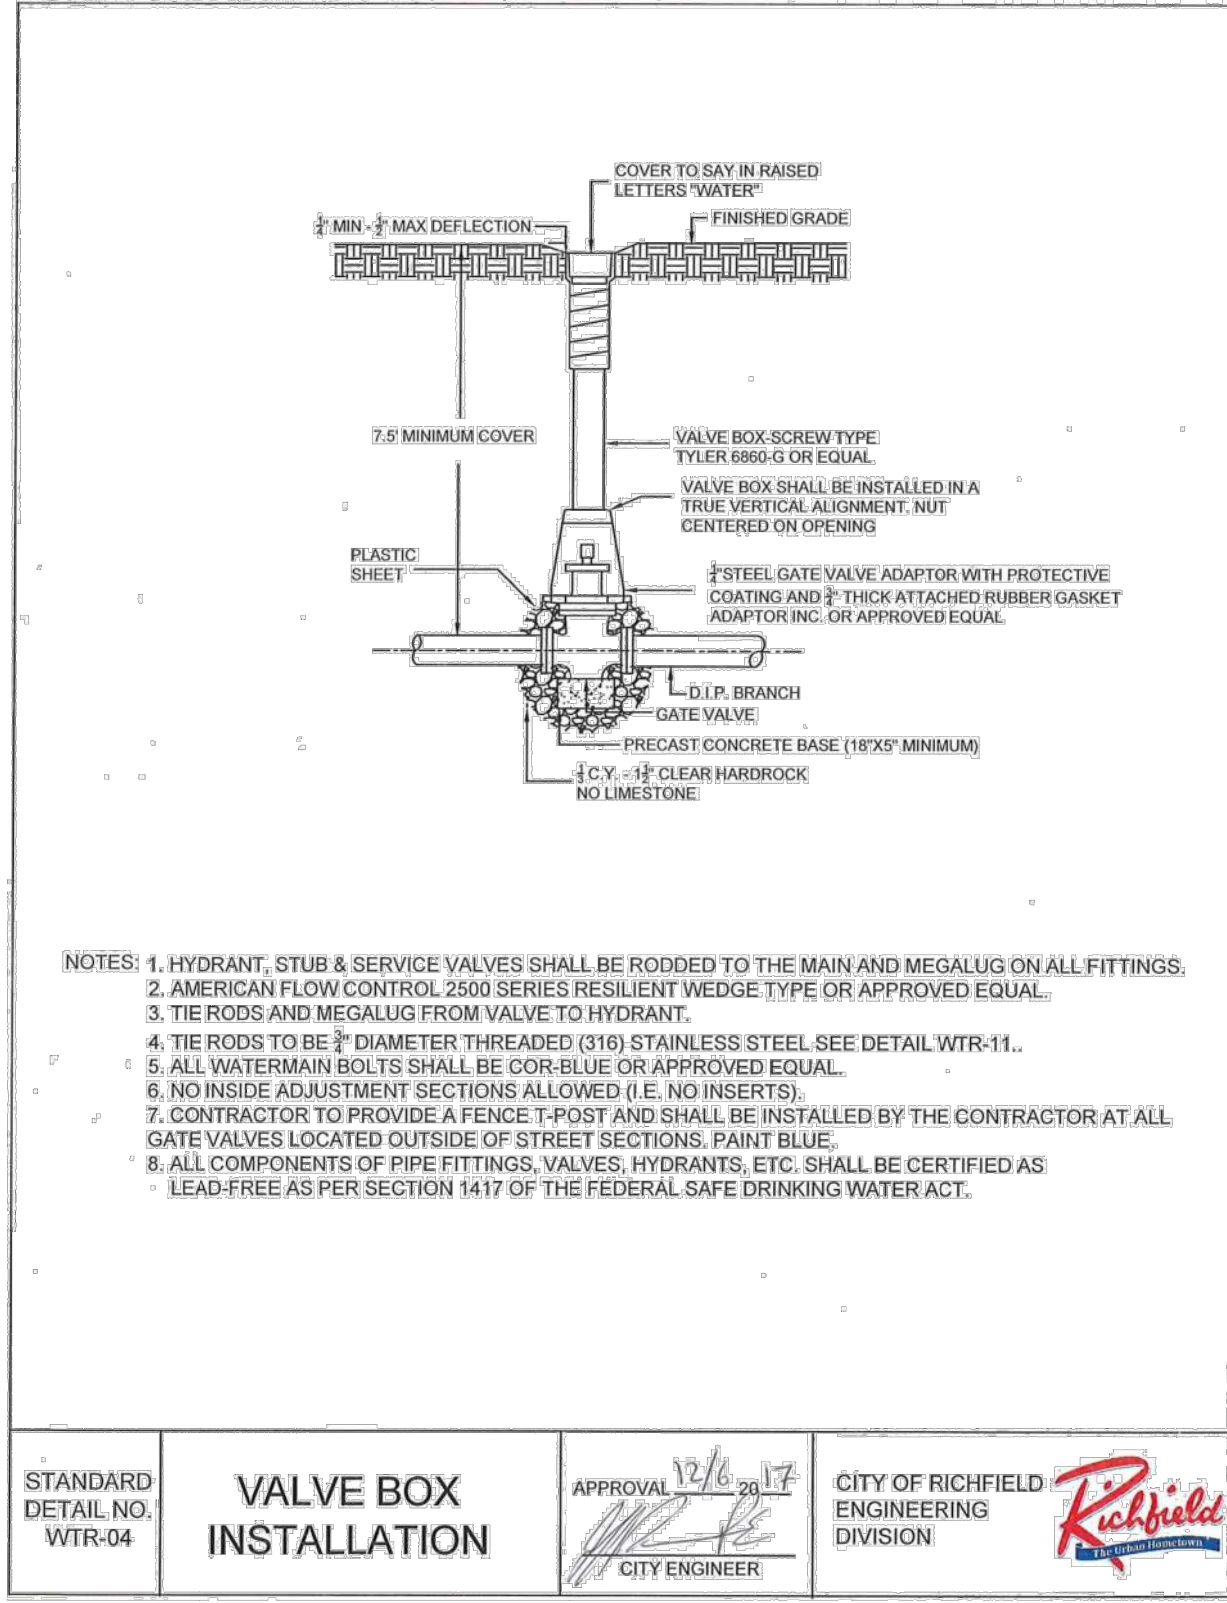 COVER TO SAY IN RAISED
LETTERS "WATER"
1/4" MIN - 1/2" MAX DEFLECTION
FINISHED GRADE
7.5' MINIMUM COVER
VALVE BOX-SCREW TYPE
TYLER 6860-G OR EQUAL
VALVE BOX SHALL BE INSTALLED IN A
TRUE VERTICAL ALIGNMENT. NUT
CENTERED ON OPENING
PLASTIC
SHEET
1/4" STEEL GATE VALVE ADAPTOR WITH PROTECTIVE
COATING AND 3/4" THICK ATTACHED RUBBER GASKET
ADAPTOR INC. OR APPROVED EQUAL
D.I.P. BRANCH
GATE VALVE
PRECAST CONCRETE BASE (18"X5" MINIMUM)
1/3 C.Y. - 1 1/2" CLEAR HARDROCK
NO LIMESTONE
NOTES: 1. HYDRANT, STUB & SERVICE VALVES SHALL BE RODDED TO THE MAIN AND MEGALUG ON ALL FITTINGS.
2. AMERICAN FLOW CONTROL 2500 SERIES RESILIENT WEDGE TYPE OR APPROVED EQUAL.
3. TIE RODS AND MEGALUG FROM VALVE TO HYDRANT.
4. TIE RODS TO BE 3/4" DIAMETER THREADED (316) STAINLESS STEEL SEE DETAIL WTR-11..
5. ALL WATERMAIN BOLTS SHALL BE COR-BLUE OR APPROVED EQUAL.
6. NO INSIDE ADJUSTMENT SECTIONS ALLOWED (I.E. NO INSERTS).
7. CONTRACTOR TO PROVIDE A FENCE T-POST AND SHALL BE INSTALLED BY THE CONTRACTOR AT ALL
GATE VALVES LOCATED OUTSIDE OF STREET SECTIONS. PAINT BLUE.
8. ALL COMPONENTS OF PIPE FITTINGS, VALVES, HYDRANTS, ETC. SHALL BE CERTIFIED AS
LEAD-FREE AS PER SECTION 1417 OF THE FEDERAL SAFE DRINKING WATER ACT.
STANDARD
DETAIL NO.
WTR-04
VALVE BOX
INSTALLATION
APPROVAL 12/6 2017
CITY ENGINEER
CITY OF RICHFIELD
ENGINEERING
DIVISION
Richfield
The Urban Hometown